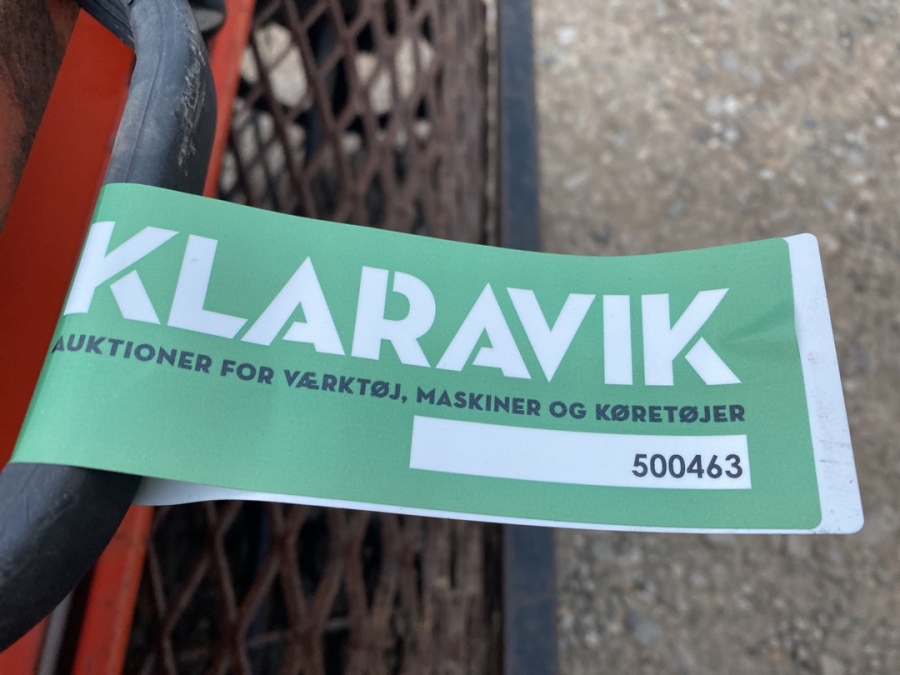 KLARAVIK
AUKTIONER FOR VÆRKTØJ, MASKINER OG KØRETØJER
500463